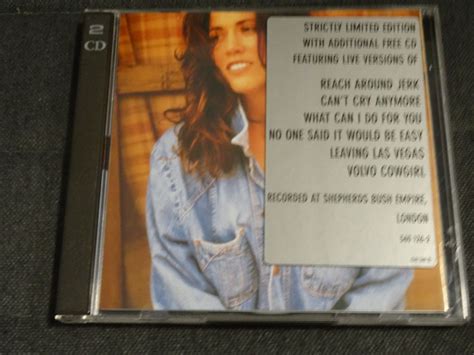 2
CD
STRICTLY LIMITED EDITION
WITH ADDITIONAL FREE CD
FEATURING LIVE VERSIONS OF
REACH AROUND JERK
CAN'T CRY ANYMORE
WHAT CAN I DO FOR YOU
NO ONE SAID IT WOULD BE EASY
LEAVING LAS VEGAS
VOLVO COWGIRL
RECORDED AT SHEPHERDS BUSH EMPIRE,
LONDON